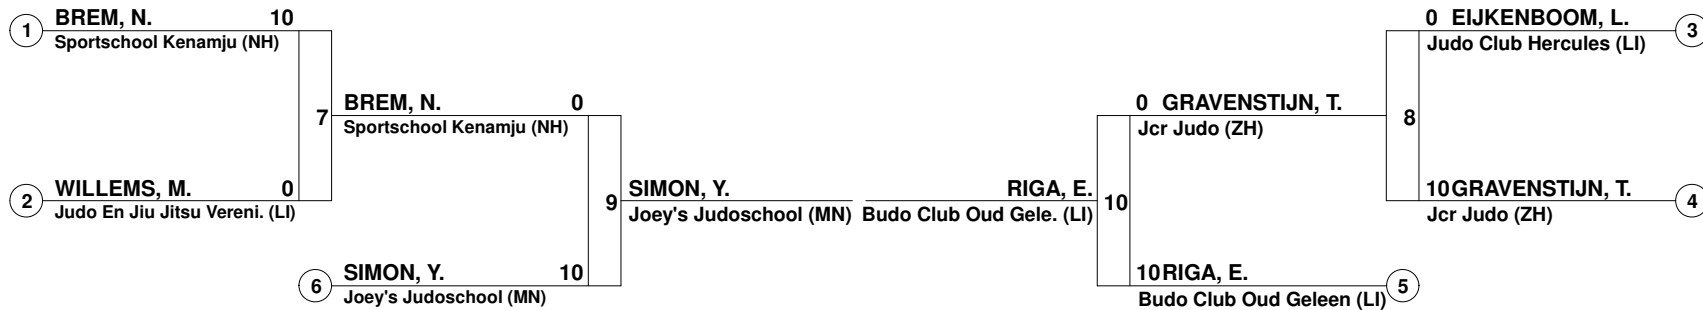 1 BREM, N. 10
Sportschool Kenamju (NH)
0 EIJKENBOOM, L. 3
Judo Club Hercules (LI)
7 BREM, N. 0
Sportschool Kenamju (NH)
0 GRAVENSTIJN, T. 8
Jcr Judo (ZH)
2 WILLEMS, M. 0
Judo En Jiu Jitsu Vereni. (LI)
9 SIMON, Y.
Joey's Judoschool (MN)
RIGA, E. 10
Budo Club Oud Gele. (LI)
10 GRAVENSTIJN, T. 4
Jcr Judo (ZH)
6 SIMON, Y. 10
Joey's Judoschool (MN)
10 RIGA, E. 5
Budo Club Oud Geleen (LI)